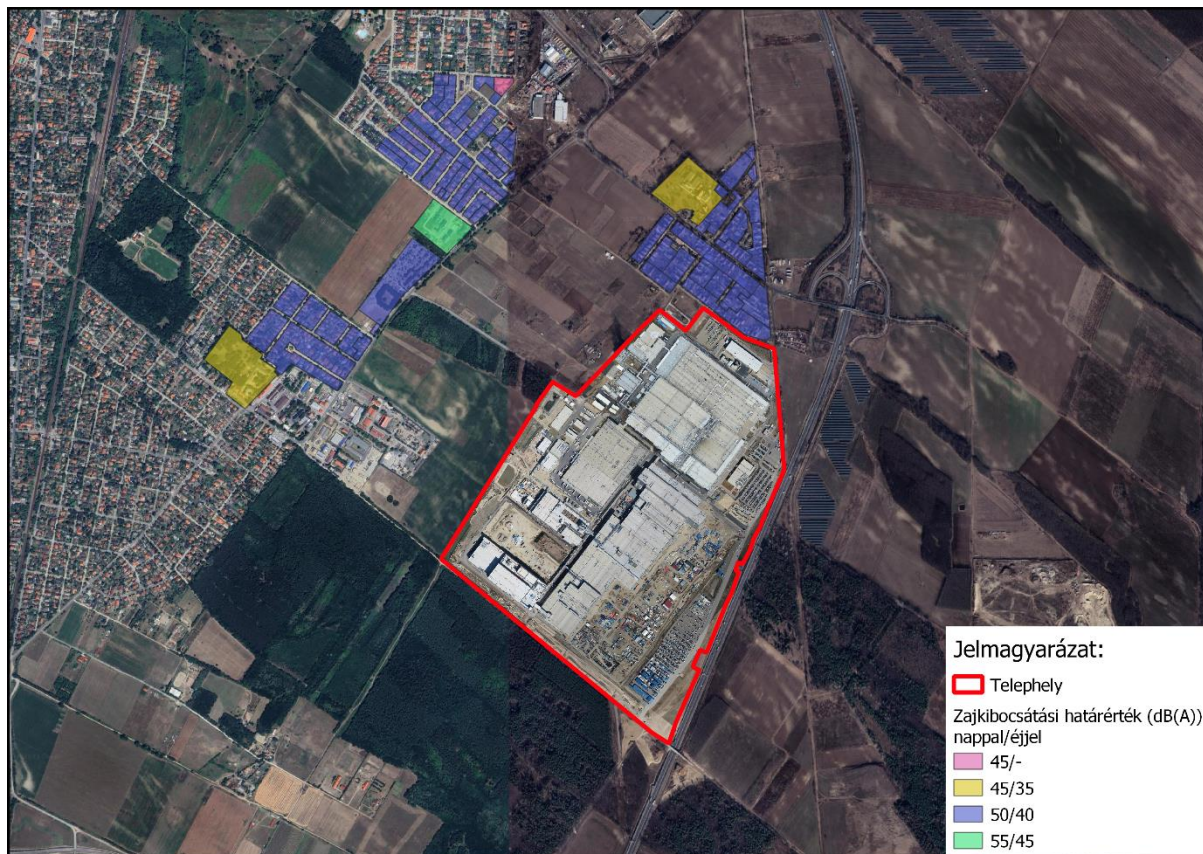 Jelmagyarázat:
Telephely
Zajkibocsátási határérték (dB(A))
nappal/éjjel
45/-
45/35
50/40
55/45